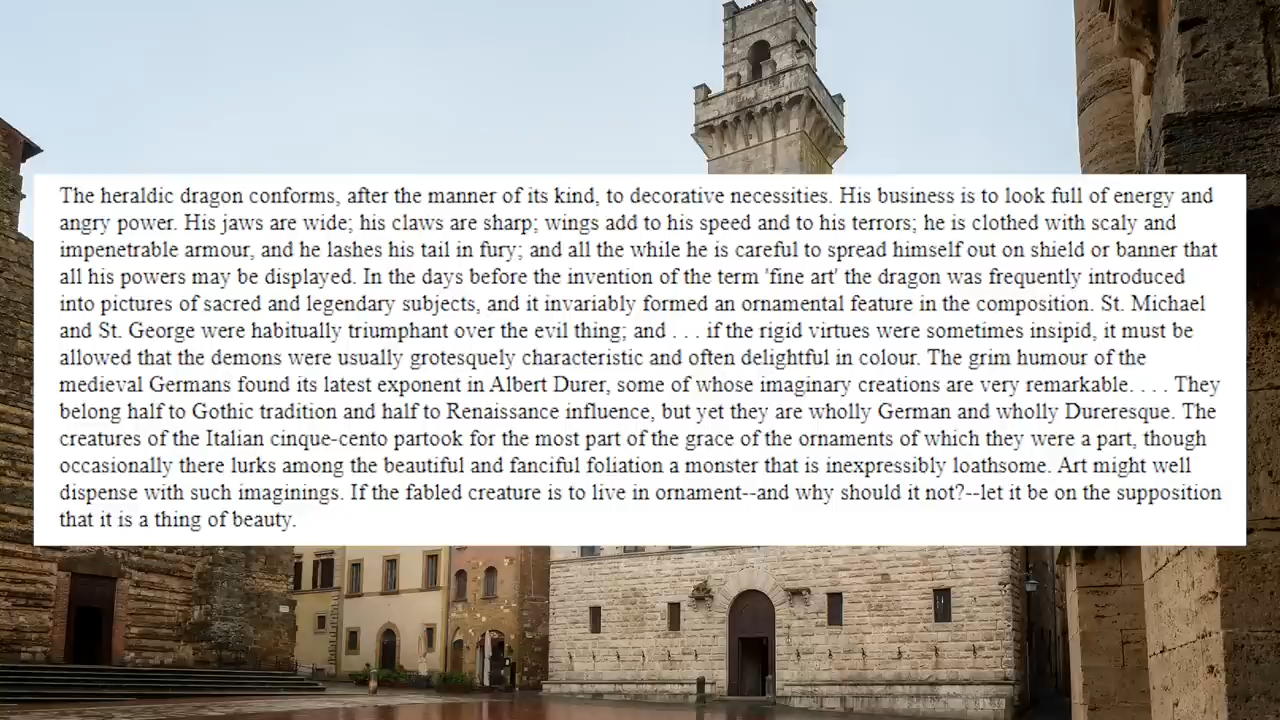 The heraldic dragon conforms, after the manner of its kind, to decorative necessities. His business is to look full of energy and
angry power. His jaws are wide; his claws are sharp; wings add to his speed and to his terrors; he is clothed with scaly and
impenetrable armour, and he lashes his tail in fury; and all the while he is careful to spread himself out on shield or banner that
all his powers may be displayed. In the days before the invention of the term 'fine art' the dragon was frequently introduced
into pictures of sacred and legendary subjects, and it invariably formed an ornamental feature in the composition. St. Michael
and St. George were habitually triumphant over the evil thing; and . . . if the rigid virtues were sometimes insipid, it must be
allowed that the demons were usually grotesquely characteristic and often delightful in colour. The grim humour of the
medieval Germans found its latest exponent in Albert Durer, some of whose imaginary creations are very remarkable. . . . They
belong half to Gothic tradition and half to Renaissance influence, but yet they are wholly German and wholly Dureresque. The
creatures of the Italian cinque-cento partook for the most part of the grace of the ornaments of which they were a part, though
occasionally there lurks among the beautiful and fanciful foliation a monster that is inexpressibly loathsome. Art might well
dispense with such imaginings. If the fabled creature is to live in ornament--and why should it not?--let it be on the supposition
that it is a thing of beauty.